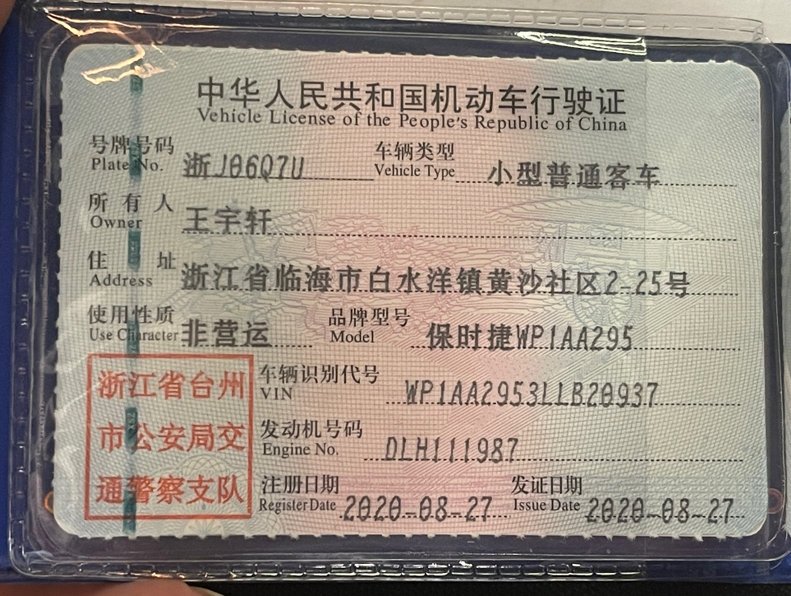 中华人民共和国机动车行驶证
Vehicle License of the People's Republic of China
号牌号码 浙J06Q7U 车辆类型 小型普通客车
Plate No. Vehicle Type
所有人 王宇轩
Owner
住址 浙江省临海市白水洋镇黄沙社区2-25号
Address
使用性质 非营运 品牌型号 保时捷WP1AA295
Use Character Model
浙江省台州
市公安局交
通警察支队
车辆识别代号 WP1AA2953LLB20937
VIN
发动机号码 DLH111987
Engine No.
注册日期 2020-08-27 发证日期 2020-08-27
Register Date Issue Date